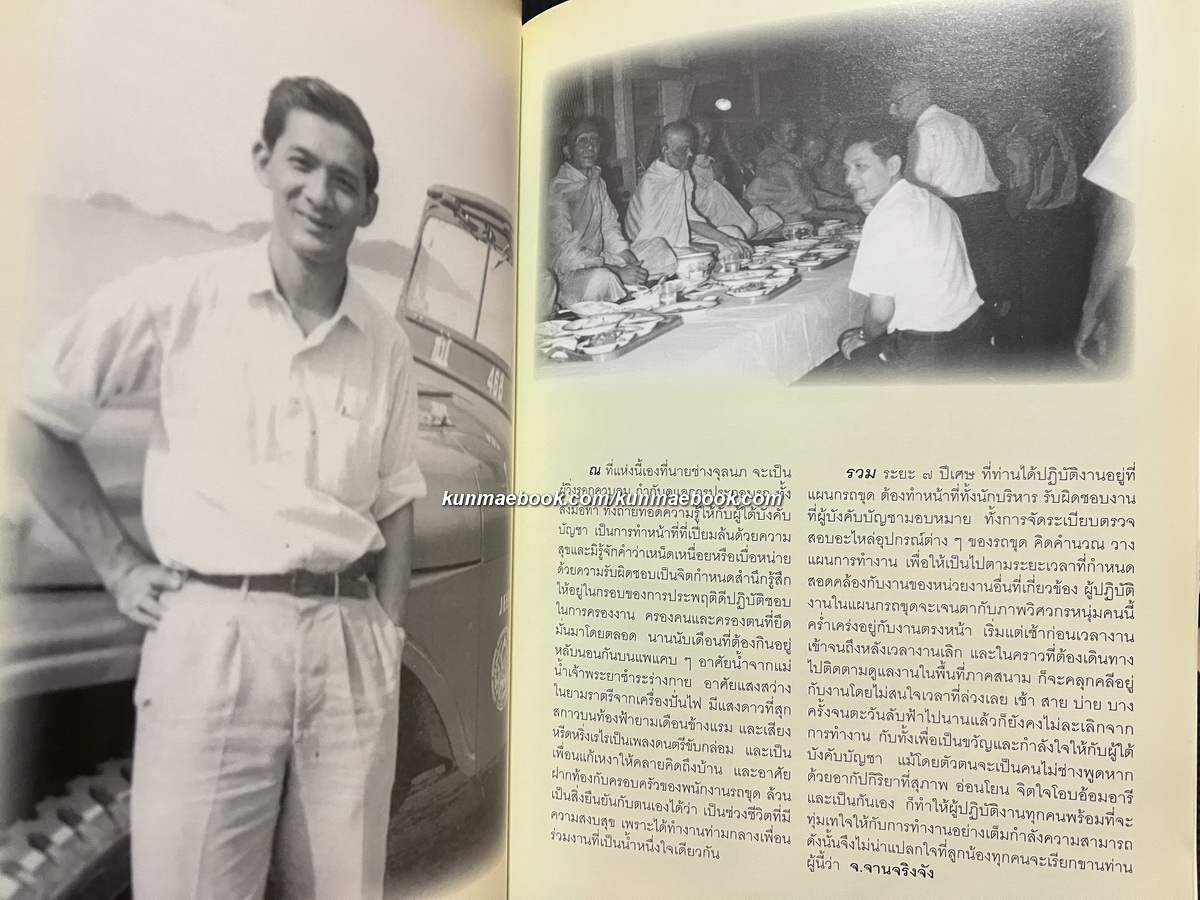 468
ณ ที่แห่งนี้เองที่นายช่างจุลนภ จะเป็น
kunmaebook.com/kunmaebook.com
ลงมือทำ ทั้งถ่ายทอดความรู้ให้กับผู้ใต้บังคับ
บัญชา เป็นการทำหน้าที่ที่เปี่ยมล้นด้วยความ
สุขและมิรู้จักคำว่าเหน็ดเหนื่อยหรือเบื่อหน่าย
ด้วยความรับผิดชอบเป็นจิตกำหนดสำนึกรู้สึก
ให้อยู่ในกรอบของการประพฤติดีปฏิบัติชอบ
ในการครองงาน ครองคนและครองตนที่ยึด
มั่นมาโดยตลอด นานนับเดือนที่ต้องกินอยู่
หลับนอนกันบนแพแคบ ๆ อาศัยน้ำจากแม่
น้ำเจ้าพระยาชำระร่างกาย อาศัยแสงสว่าง
ในยามราตรีจากเครื่องปั่นไฟ มีแสงดาวที่สุก
สกาวบนท้องฟ้ายามเดือนข้างแรม และเสียง
หรีดหริ่งเรไรเป็นเพลงดนตรีขับกล่อม และเป็น
เพื่อนแก้เหงาให้คลายคิดถึงบ้าน และอาศัย
ฝากท้องกับครอบครัวของพนักงานรถขุด ล้วน
เป็นสิ่งยืนยันกับตนเองได้ว่า เป็นช่วงชีวิตที่มี
ความสงบสุข เพราะได้ทำงานท่ามกลางเพื่อน
ร่วมงานที่เป็นน้ำหนึ่งใจเดียวกัน
รวม ระยะ ๗ ปีเศษ ที่ท่านได้ปฏิบัติงานอยู่ที่
แผนกรถขุด ต้องทำหน้าที่ทั้งนักบริหาร รับผิดชอบงาน
ที่ผู้บังคับบัญชามอบหมาย ทั้งการจัดระเบียบตรวจ
สอบอะไหล่อุปกรณ์ต่าง ๆ ของรถขุด คิดคำนวณ วาง
แผนการทำงาน เพื่อให้เป็นไปตามระยะเวลาที่กำหนด
สอดคล้องกับงานของหน่วยงานอื่นที่เกี่ยวข้อง ผู้ปฏิบัติ
งานในแผนกรถขุดจะเจนตากับภาพวิศวกรหนุ่มคนนี้
คร่ำเคร่งอยู่กับงานตรงหน้า เริ่มแต่เช้าก่อนเวลางาน
เข้าจนถึงหลังเวลางานเลิก และในคราวที่ต้องเดินทาง
ไปติดตามดูแลงานในพื้นที่ภาคสนาม ก็จะคลุกคลีอยู่
กับงานโดยไม่สนใจเวลาที่ล่วงเลย เช้า สาย บ่าย บาง
ครั้งจนตะวันลับฟ้าไปนานแล้วก็ยังคงไม่ละเลิกจาก
การทำงาน กับทั้งเพื่อเป็นขวัญและกำลังใจให้กับผู้ใต้
บังคับบัญชา แม้โดยตัวตนจะเป็นคนไม่ช่างพูดหาก
ด้วยอากัปกิริยาที่สุภาพ อ่อนโยน จิตใจโอบอ้อมอารี
และเป็นกันเอง ก็ทำให้ผู้ปฏิบัติงานทุกคนพร้อมที่จะ
ทุ่มเทใจให้กับการทำงานอย่างเต็มกำลังความสามารถ
ดังนั้นจึงไม่น่าแปลกใจที่ลูกน้องทุกคนจะเรียกขานท่าน
ผู้นี้ว่า จ.จานจริงจัง